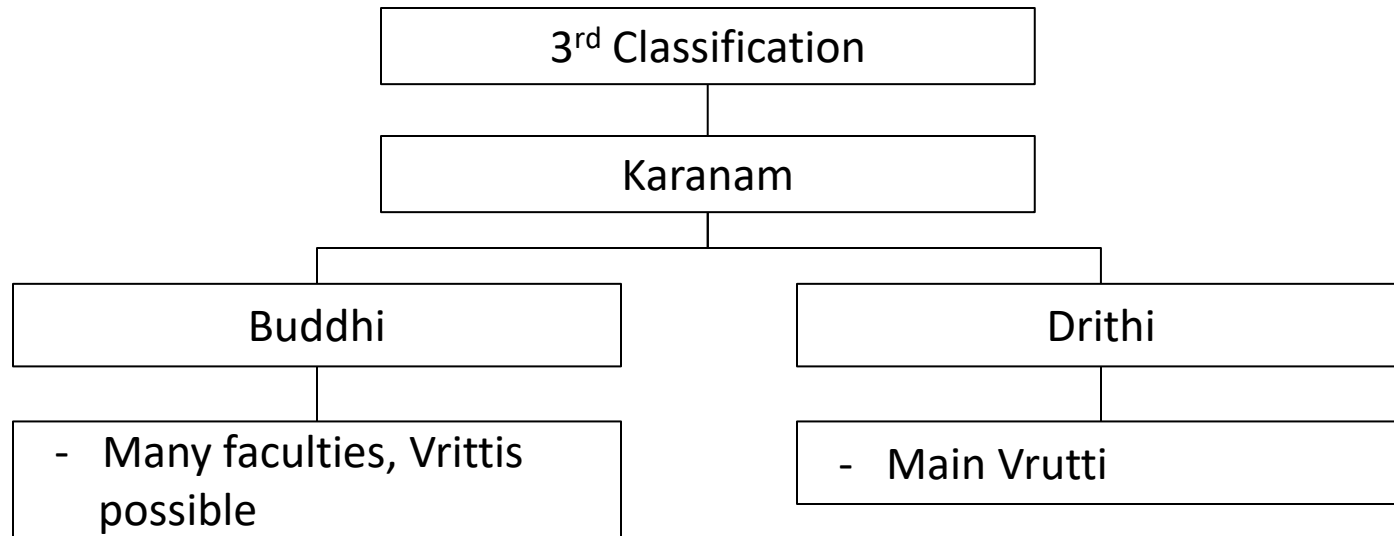 3rd Classification
Karanam
Buddhi
Drithi
- Many faculties, Vrittis
possible
- Main Vrutti